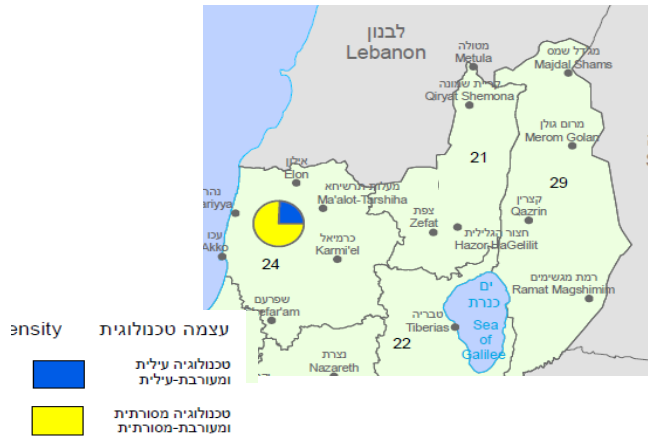 לבנון
Lebanon
מטולה
Metula
מג'דל שמס
Majdal Shams
קריית שמונה
Qiryat Shemona
מרום גולן
Merom Golan
21
29
אילון
Elon
מעלות תרשיחא
Ma'alot-Tarshiha
נהר
ariyya
צפת
Zefat
חצור הגלילית
Hazor-HaGelilit
קצרין
Qazrin
עכו
Akko
כרמיאל
Karmi'el
24
רמת מגשימים
Ramat Magshimim
ים
כנרת
Sea
of
Galilee
שפרעם
hefar'am
טבריה
Tiberias
22
נצרת
Nazareth
ensity עצמה טכנולוגית
טכנולוגיה עילית
ומעורבת-עילית
טכנולוגיה מסורתית
ומעורבת-מסורתית